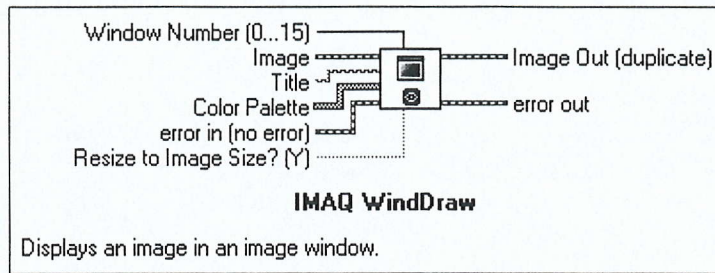 Window Number (0...15)
Image
Title
Color Palette
error in (no error)
Resize to Image Size? (Y)
Image Out (duplicate)
error out
IMAQ WindDraw
Displays an image in an image window.